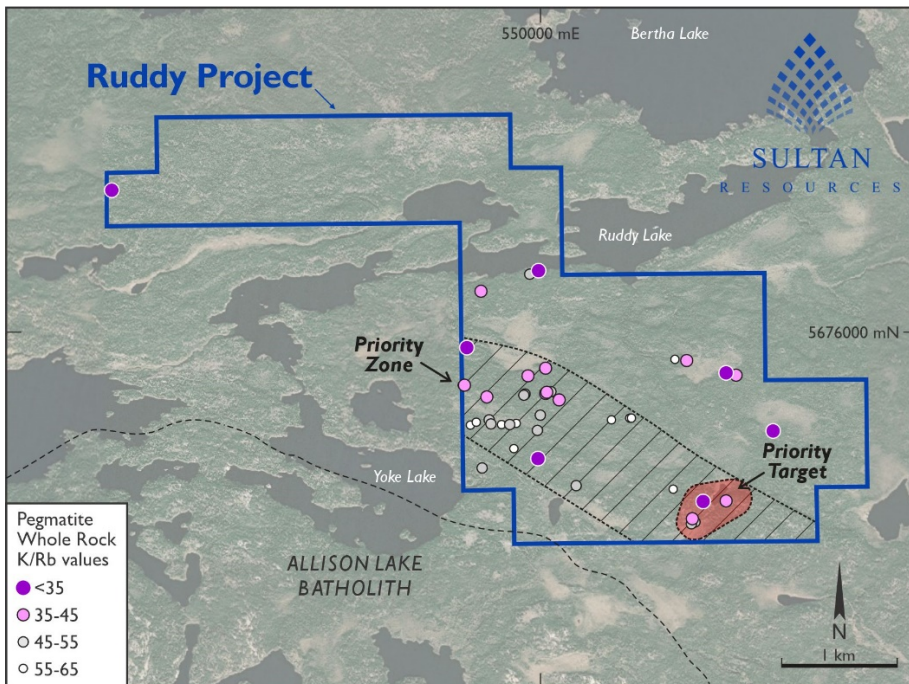 550000 mE
Bertha Lake
Ruddy Project
SULTAN
RESOURCES
Ruddy Lake
5676000 mN
Priority
Zone
Priority
Target
Yoke Lake
ALLISON LAKE
BATHOLITH
Pegmatite
Whole Rock
K/Rb values
<35
35-45
45-55
55-65
N
1 km